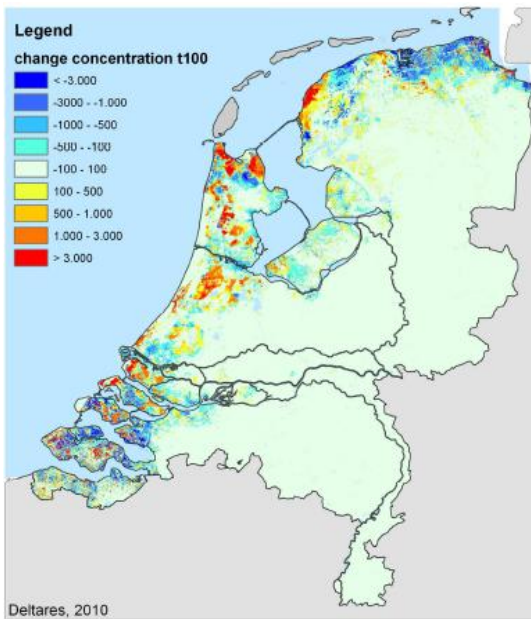 Legend
change concentration t100
< -3.000
-3000 - -1.000
-1000 - -500
-500 - -100
-100 - 100
100 - 500
500 - 1.000
1.000 - 3.000
> 3.000
Deltares, 2010